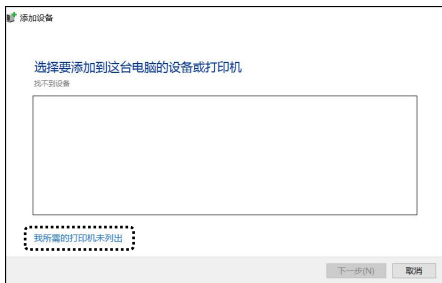 添加设备
选择要添加到这台电脑的设备或打印机
找不到设备
我所需的打印机未列出
下一步(N)
取消